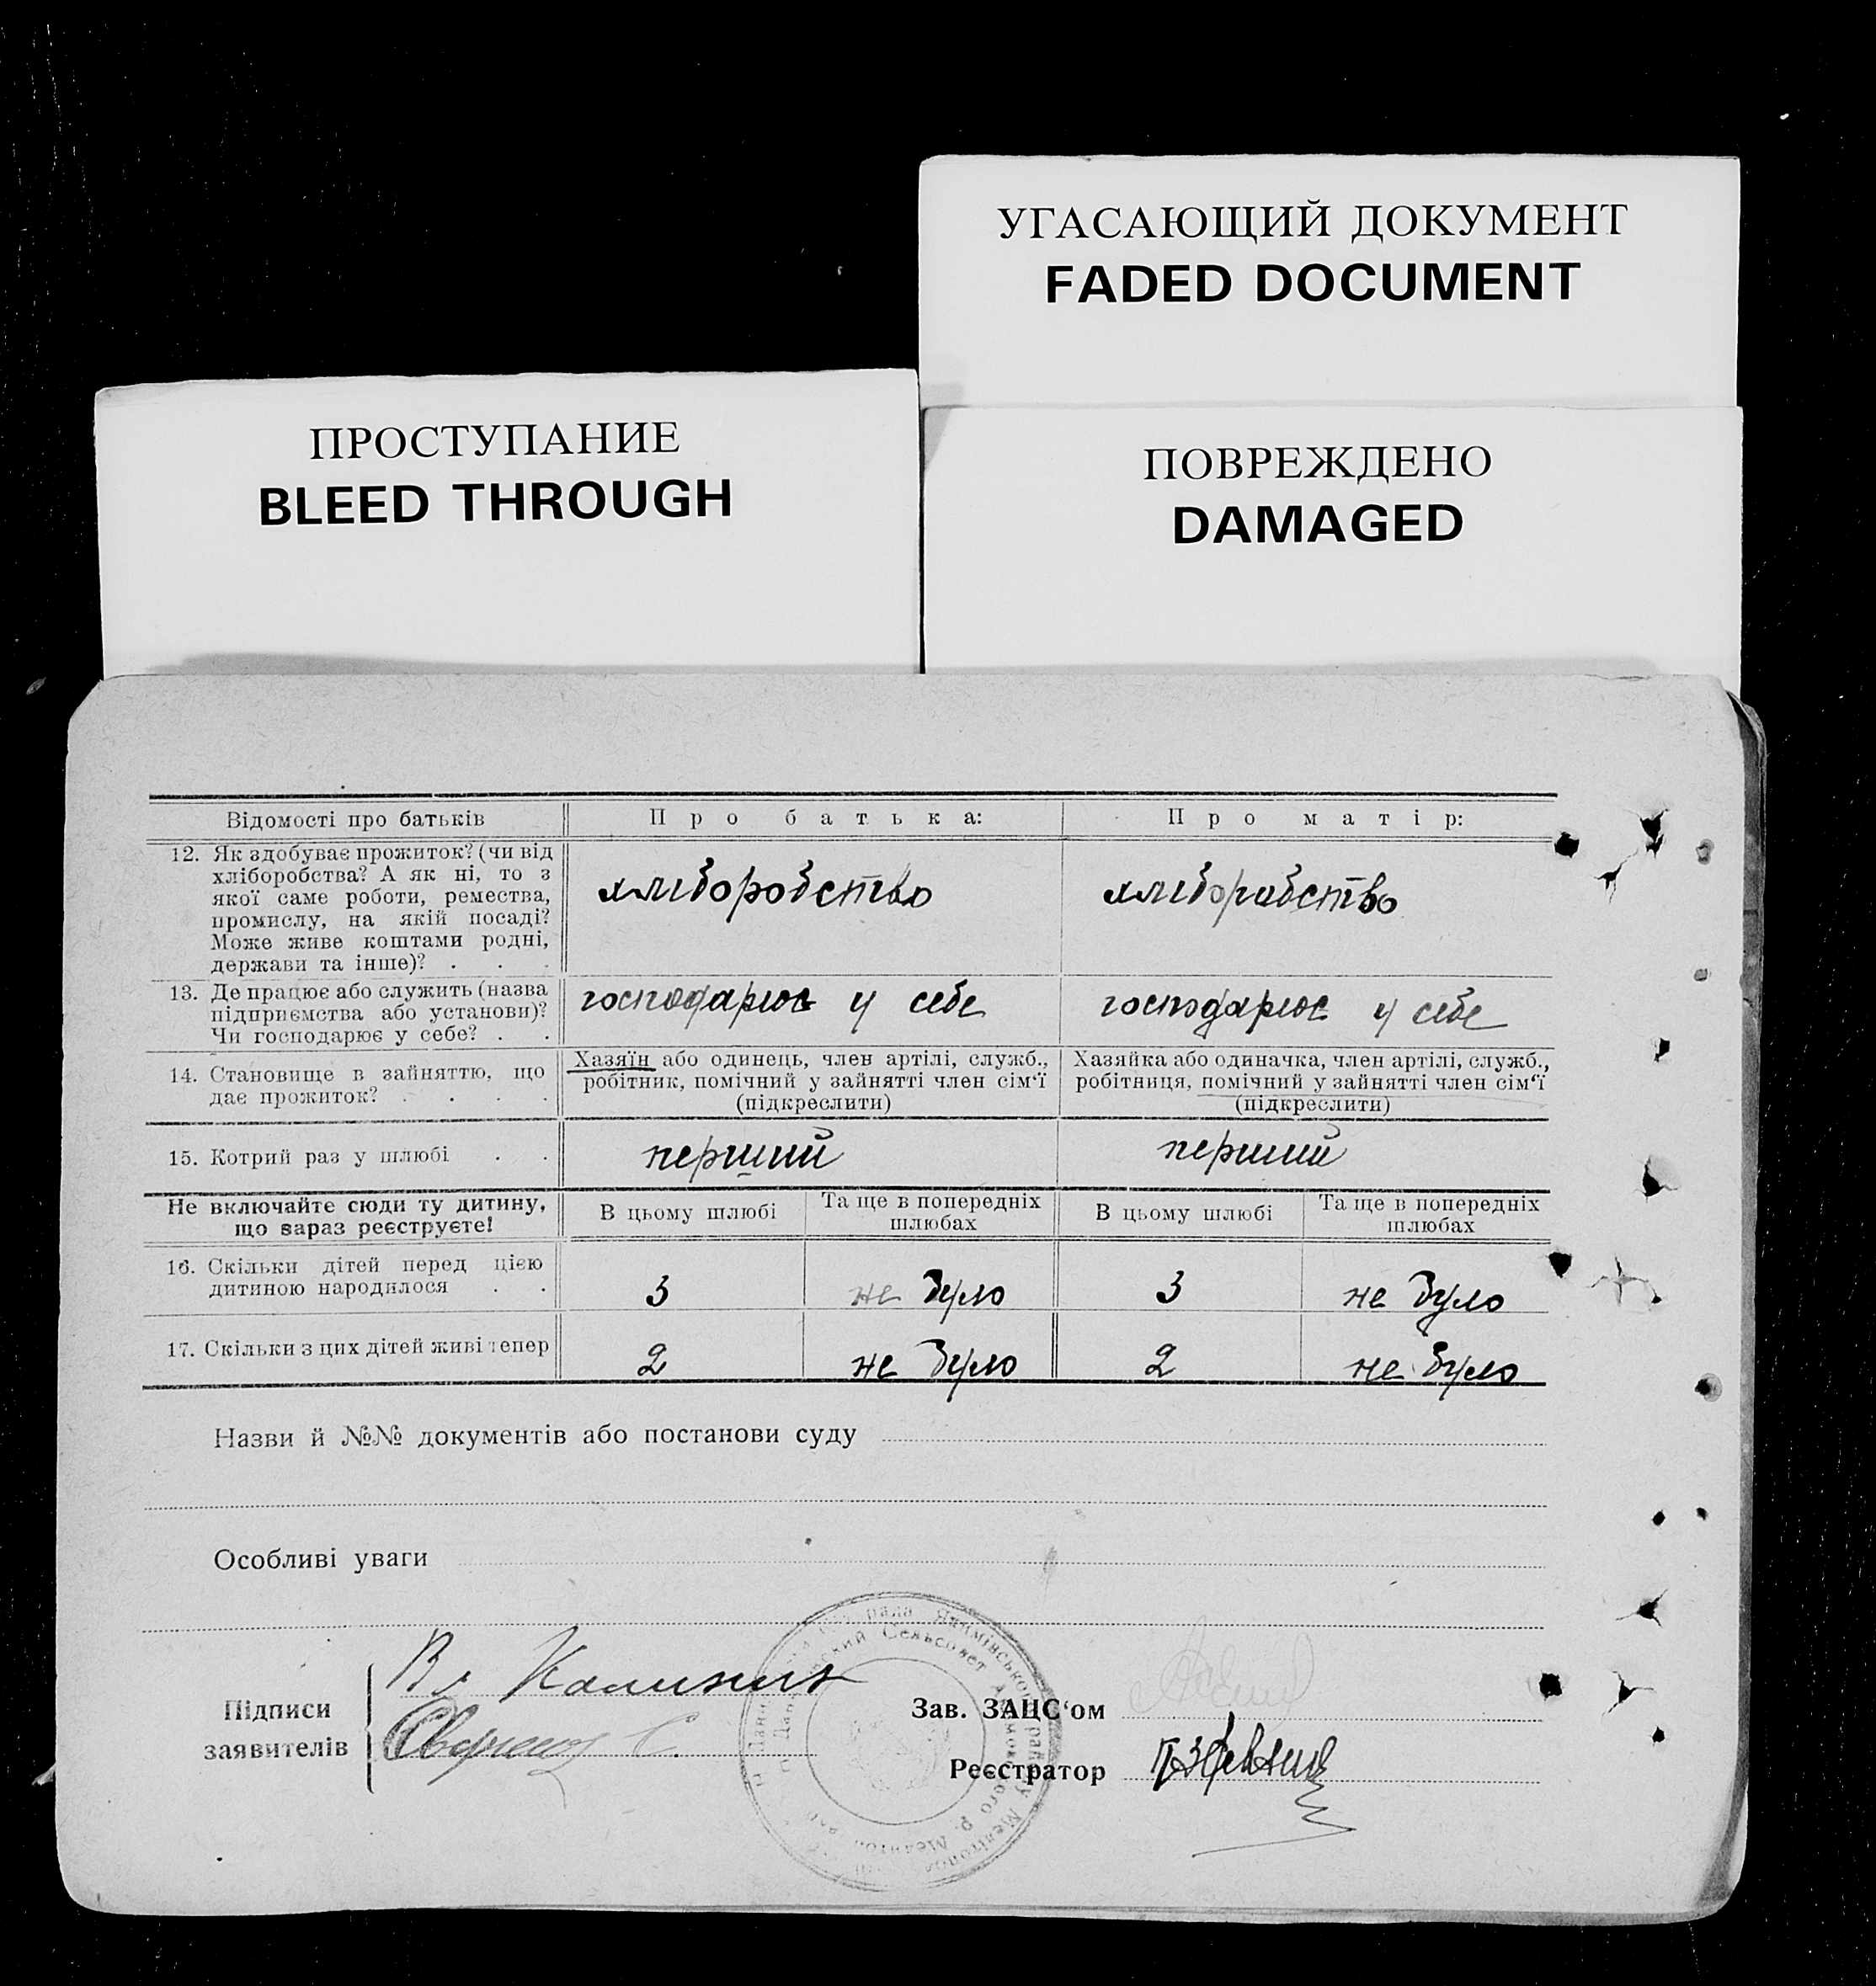 УГАСАЮЩИЙ ДОКУМЕНТ
FADED DOCUMENT
ПРОСТУПАНИЕ
BLEED THROUGH
ПОВРЕЖДЕНО
DAMAGED
Відомості про батьків
Про батька:
Про матір:
12. Як здобуває прожиток? (чи від
хліборобства? А як ні, то з
якої саме роботи, ремества,
промислу, на якій посаді?
Може живе коштами родні,
держави та інше)? . . .
хліборобство
хліборобство
13. Де працює або служить (назва
підприємства або установи)?
Чи господарює у себе? . .
господарює у себе
господарює у себе
14. Становище в зайняттю, що
дає прожиток? . . . .
Хазяїн або одинець, член артілі, служб.,
робітник, помічний у зайнятті член сім‘ї
(підкреслити)
Хазяйка або одиначка, член артілі, служб.,
робітниця, помічний у зайнятті член сім‘ї
(підкреслити)
15. Котрий раз у шлюбі . .
перший
перший
Не включайте сюди ту дитину,
що зараз реєструєте!
В цьому шлюбі
Та ще в попередніх
шлюбах
В цьому шлюбі
Та ще в попередніх
шлюбах
16. Скільки дітей перед цією
дитиною народилося . .
3
не було
3
не було
17. Скільки з цих дітей живі тепер
2
не було
2
не було
Назви й №№ документів або постанови суду
Особливі уваги
Підписи
заявителів
Зав. ЗАЦС‘ом
Реєстратор
рада Якимівського району Мелітопол
Сельсовет